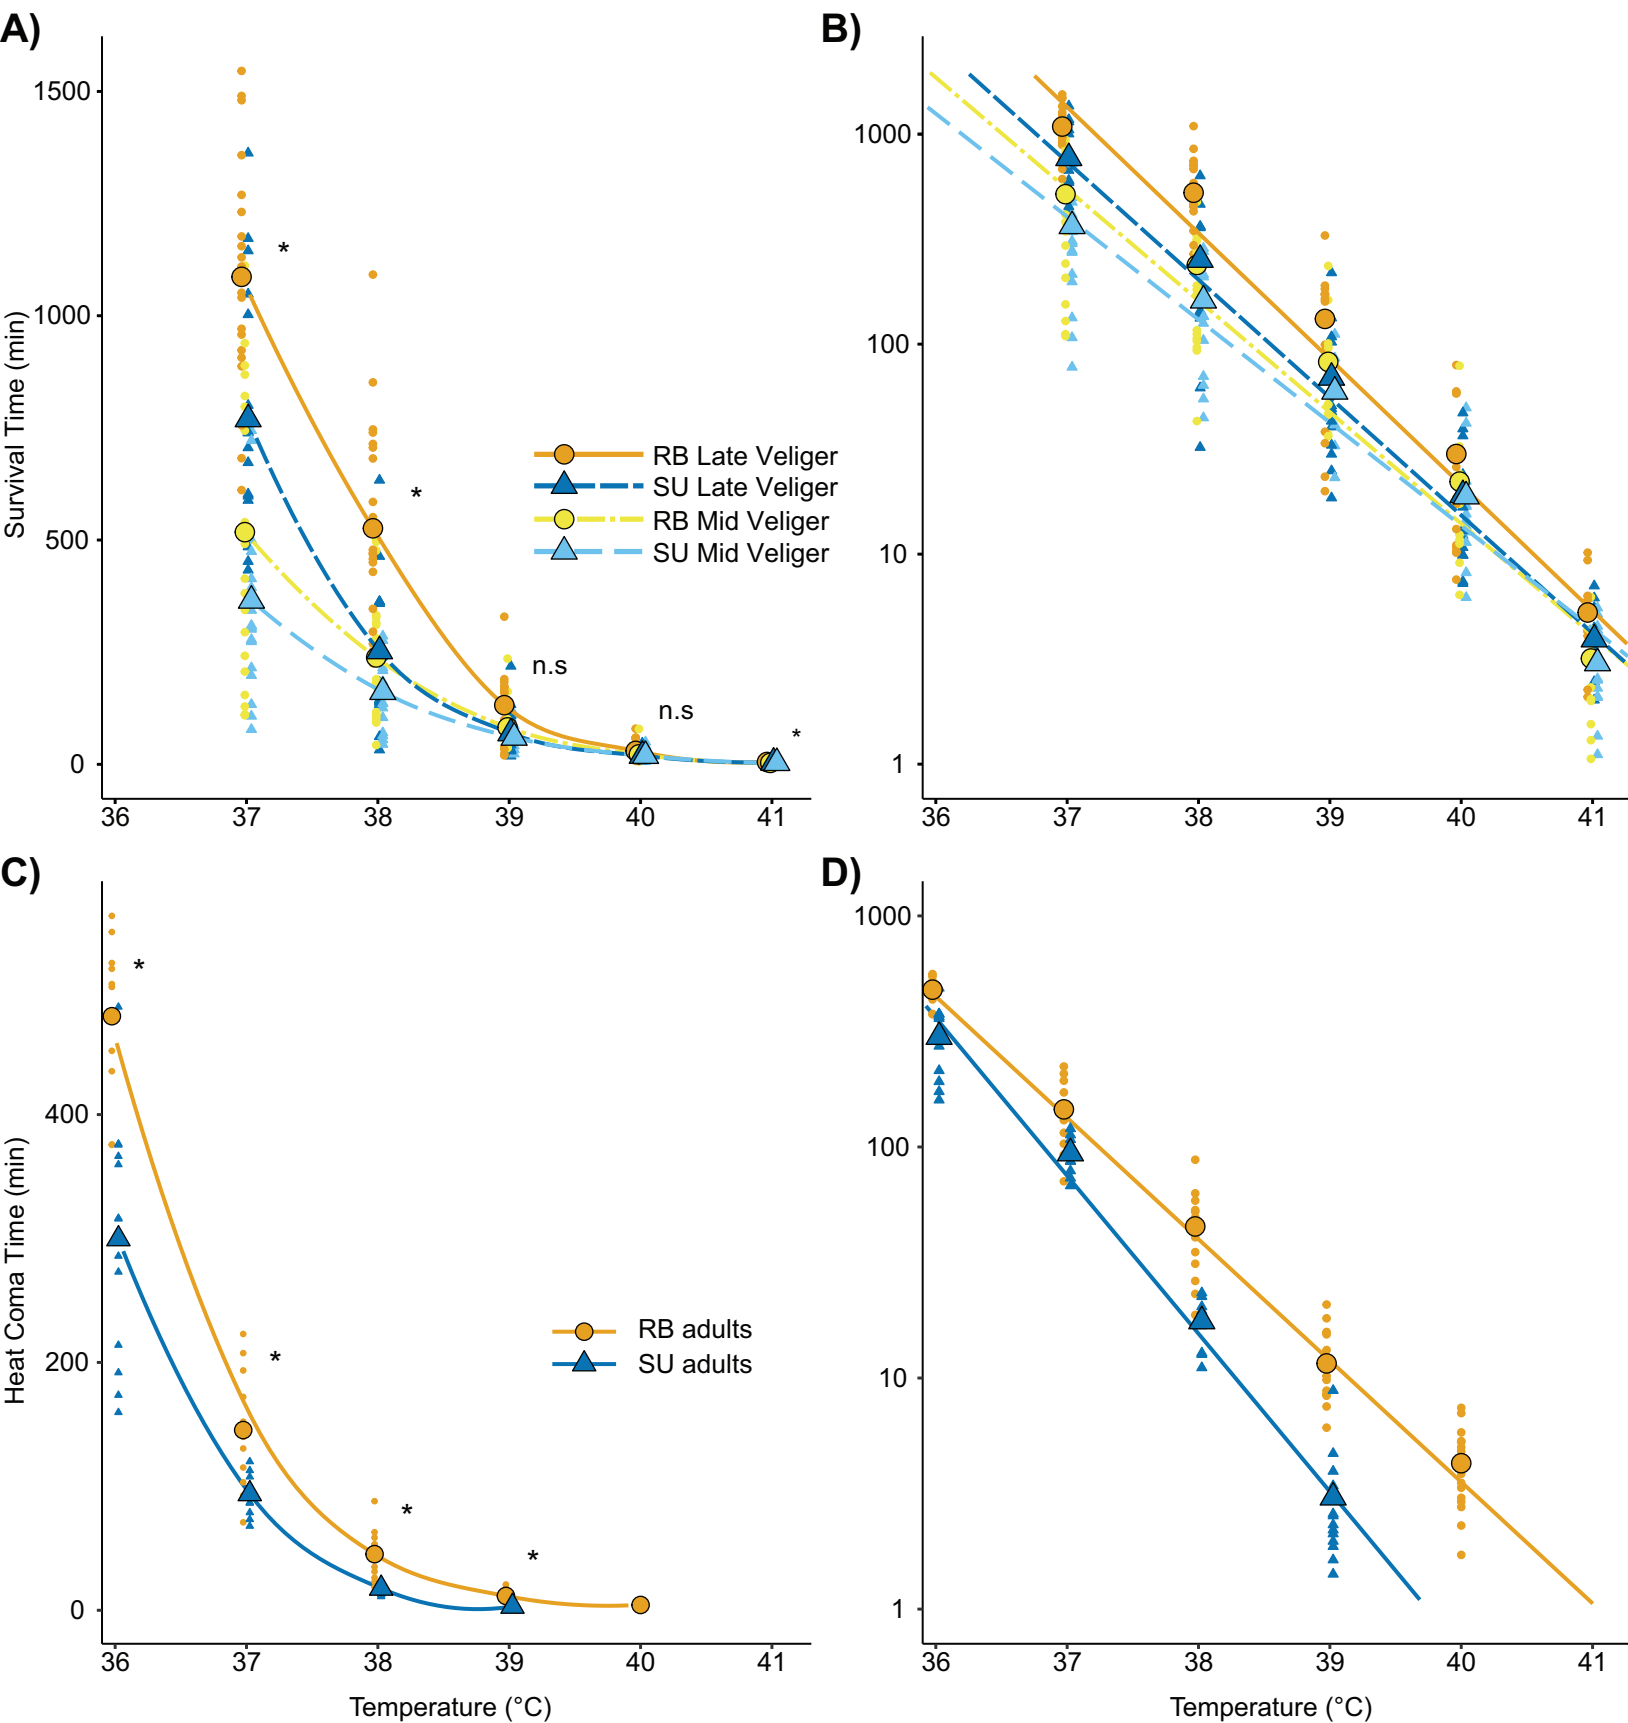 A)
Survival Time (min)
1500
1000
500
0
36
37
38
39
40
41
*
*
n.s
n.s
*
RB Late Veliger
SU Late Veliger
RB Mid Veliger
SU Mid Veliger
B)
1000
100
10
1
36
37
38
39
40
41
C)
Heat Coma Time (min)
400
200
0
36
37
38
39
40
41
Temperature (°C)
*
*
*
*
RB adults
SU adults
D)
1000
100
10
1
36
37
38
39
40
41
Temperature (°C)